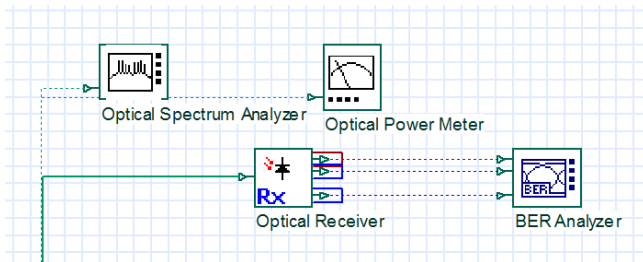 Optical Spectrum Analyzer
Optical Power Meter
Rx
Optical Receiver
BER
BER Analyzer